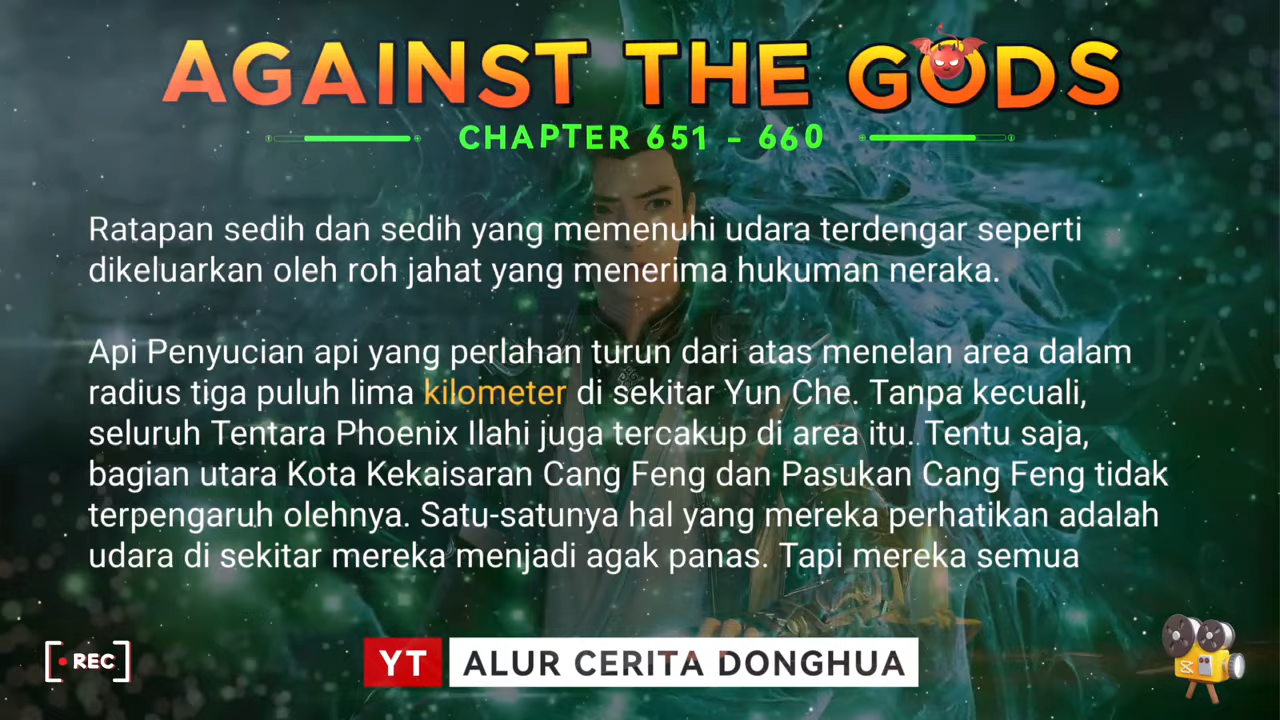 AGAINST THE GODS
CHAPTER 651 - 660
Ratapan sedih dan sedih yang memenuhi udara terdengar seperti
dikeluarkan oleh roh jahat yang menerima hukuman neraka.
Api Penyucian api yang perlahan turun dari atas menelan area dalam
radius tiga puluh lima kilometer di sekitar Yun Che. Tanpa kecuali,
seluruh Tentara Phoenix Ilahi juga tercakup di area itu. Tentu saja,
bagian utara Kota Kekaisaran Cang Feng dan Pasukan Cang Feng tidak
terpengaruh olehnya. Satu-satunya hal yang mereka perhatikan adalah
udara di sekitar mereka menjadi agak panas. Tapi mereka semua
REC
YT ALUR CERITA DONGHUA